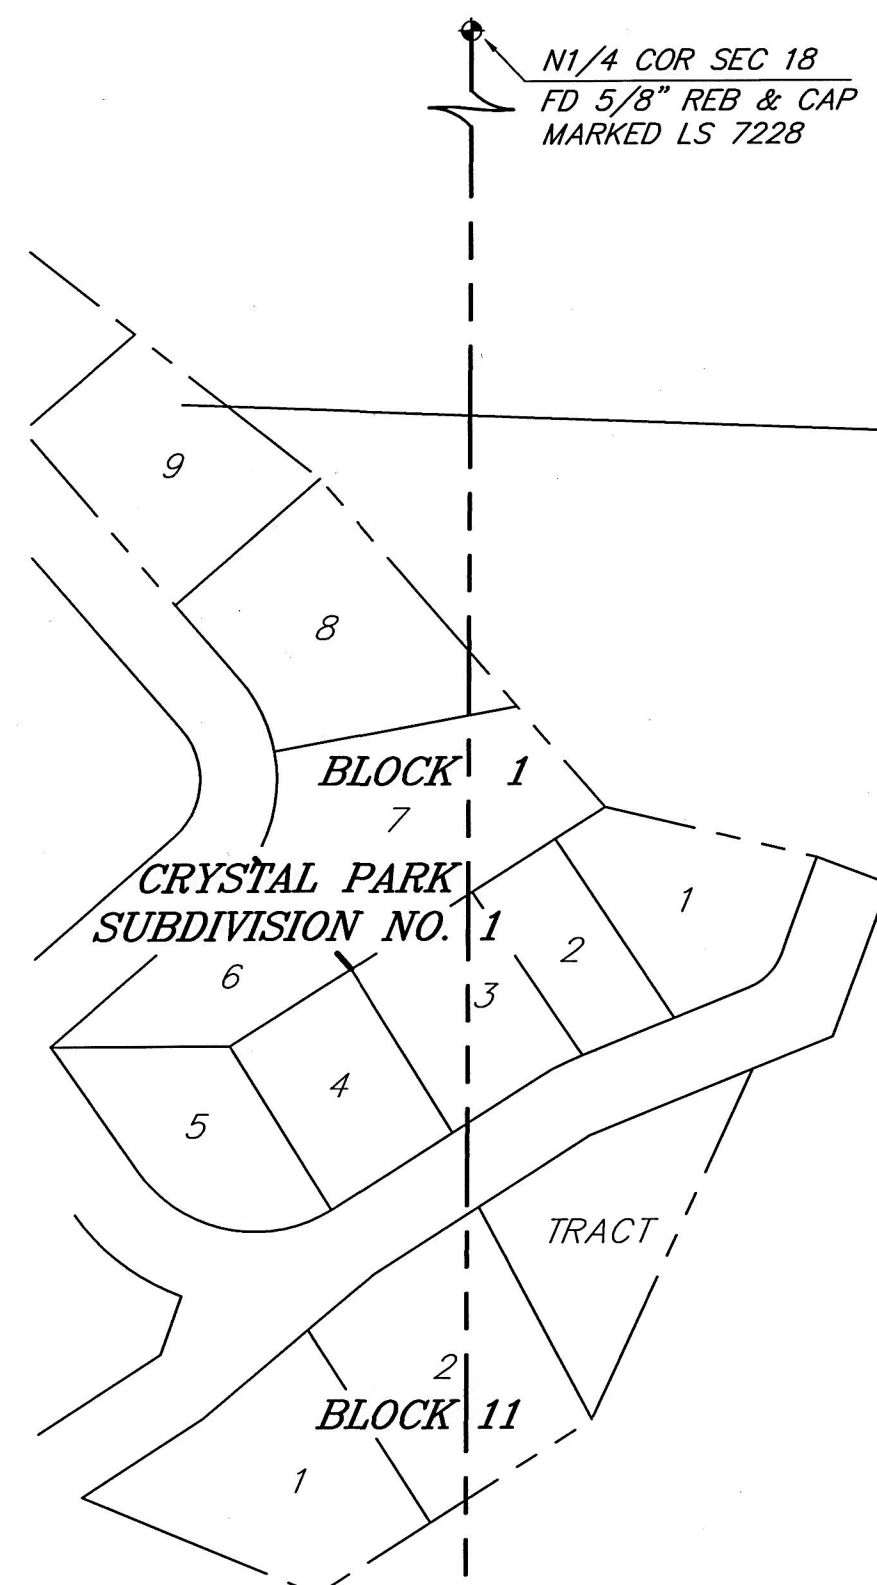 N1/4 COR SEC 18
FD 5/8" REB & CAP
MARKED LS 7228
9
8
BLOCK 1
7
CRYSTAL PARK
SUBDIVISION NO. 1
1
2
6
3
4
5
TRACT
2
BLOCK 11
1